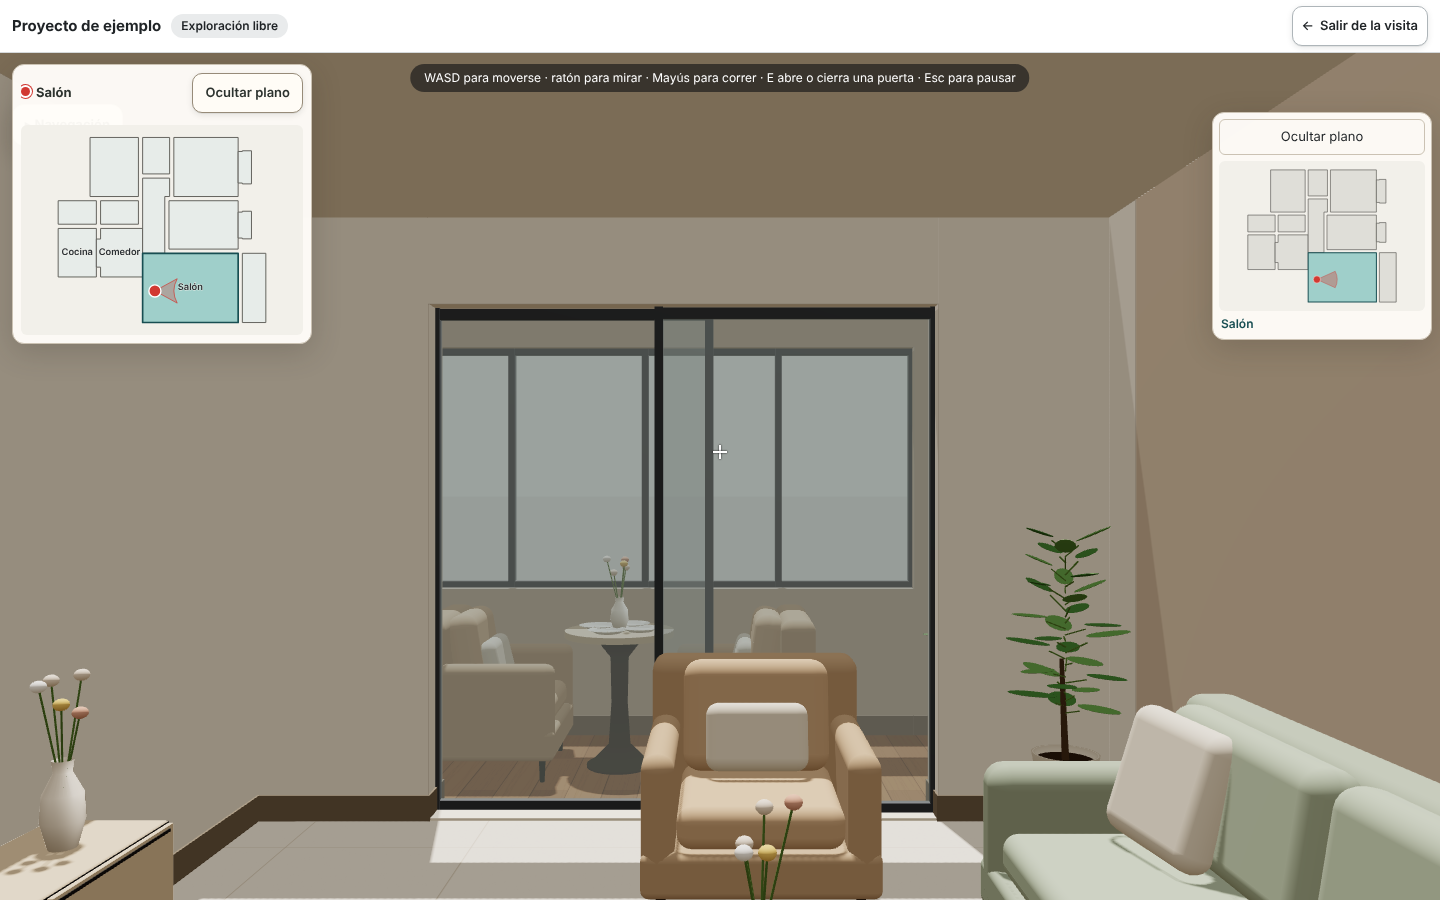 Proyecto de ejemplo
Exploración libre
← Salir de la visita
WASD para moverse · ratón para mirar · Mayús para correr · E abre o cierra una puerta · Esc para pausar
Salón
Ocultar plano
Cocina
Comedor
Salón
Ocultar plano
Salón